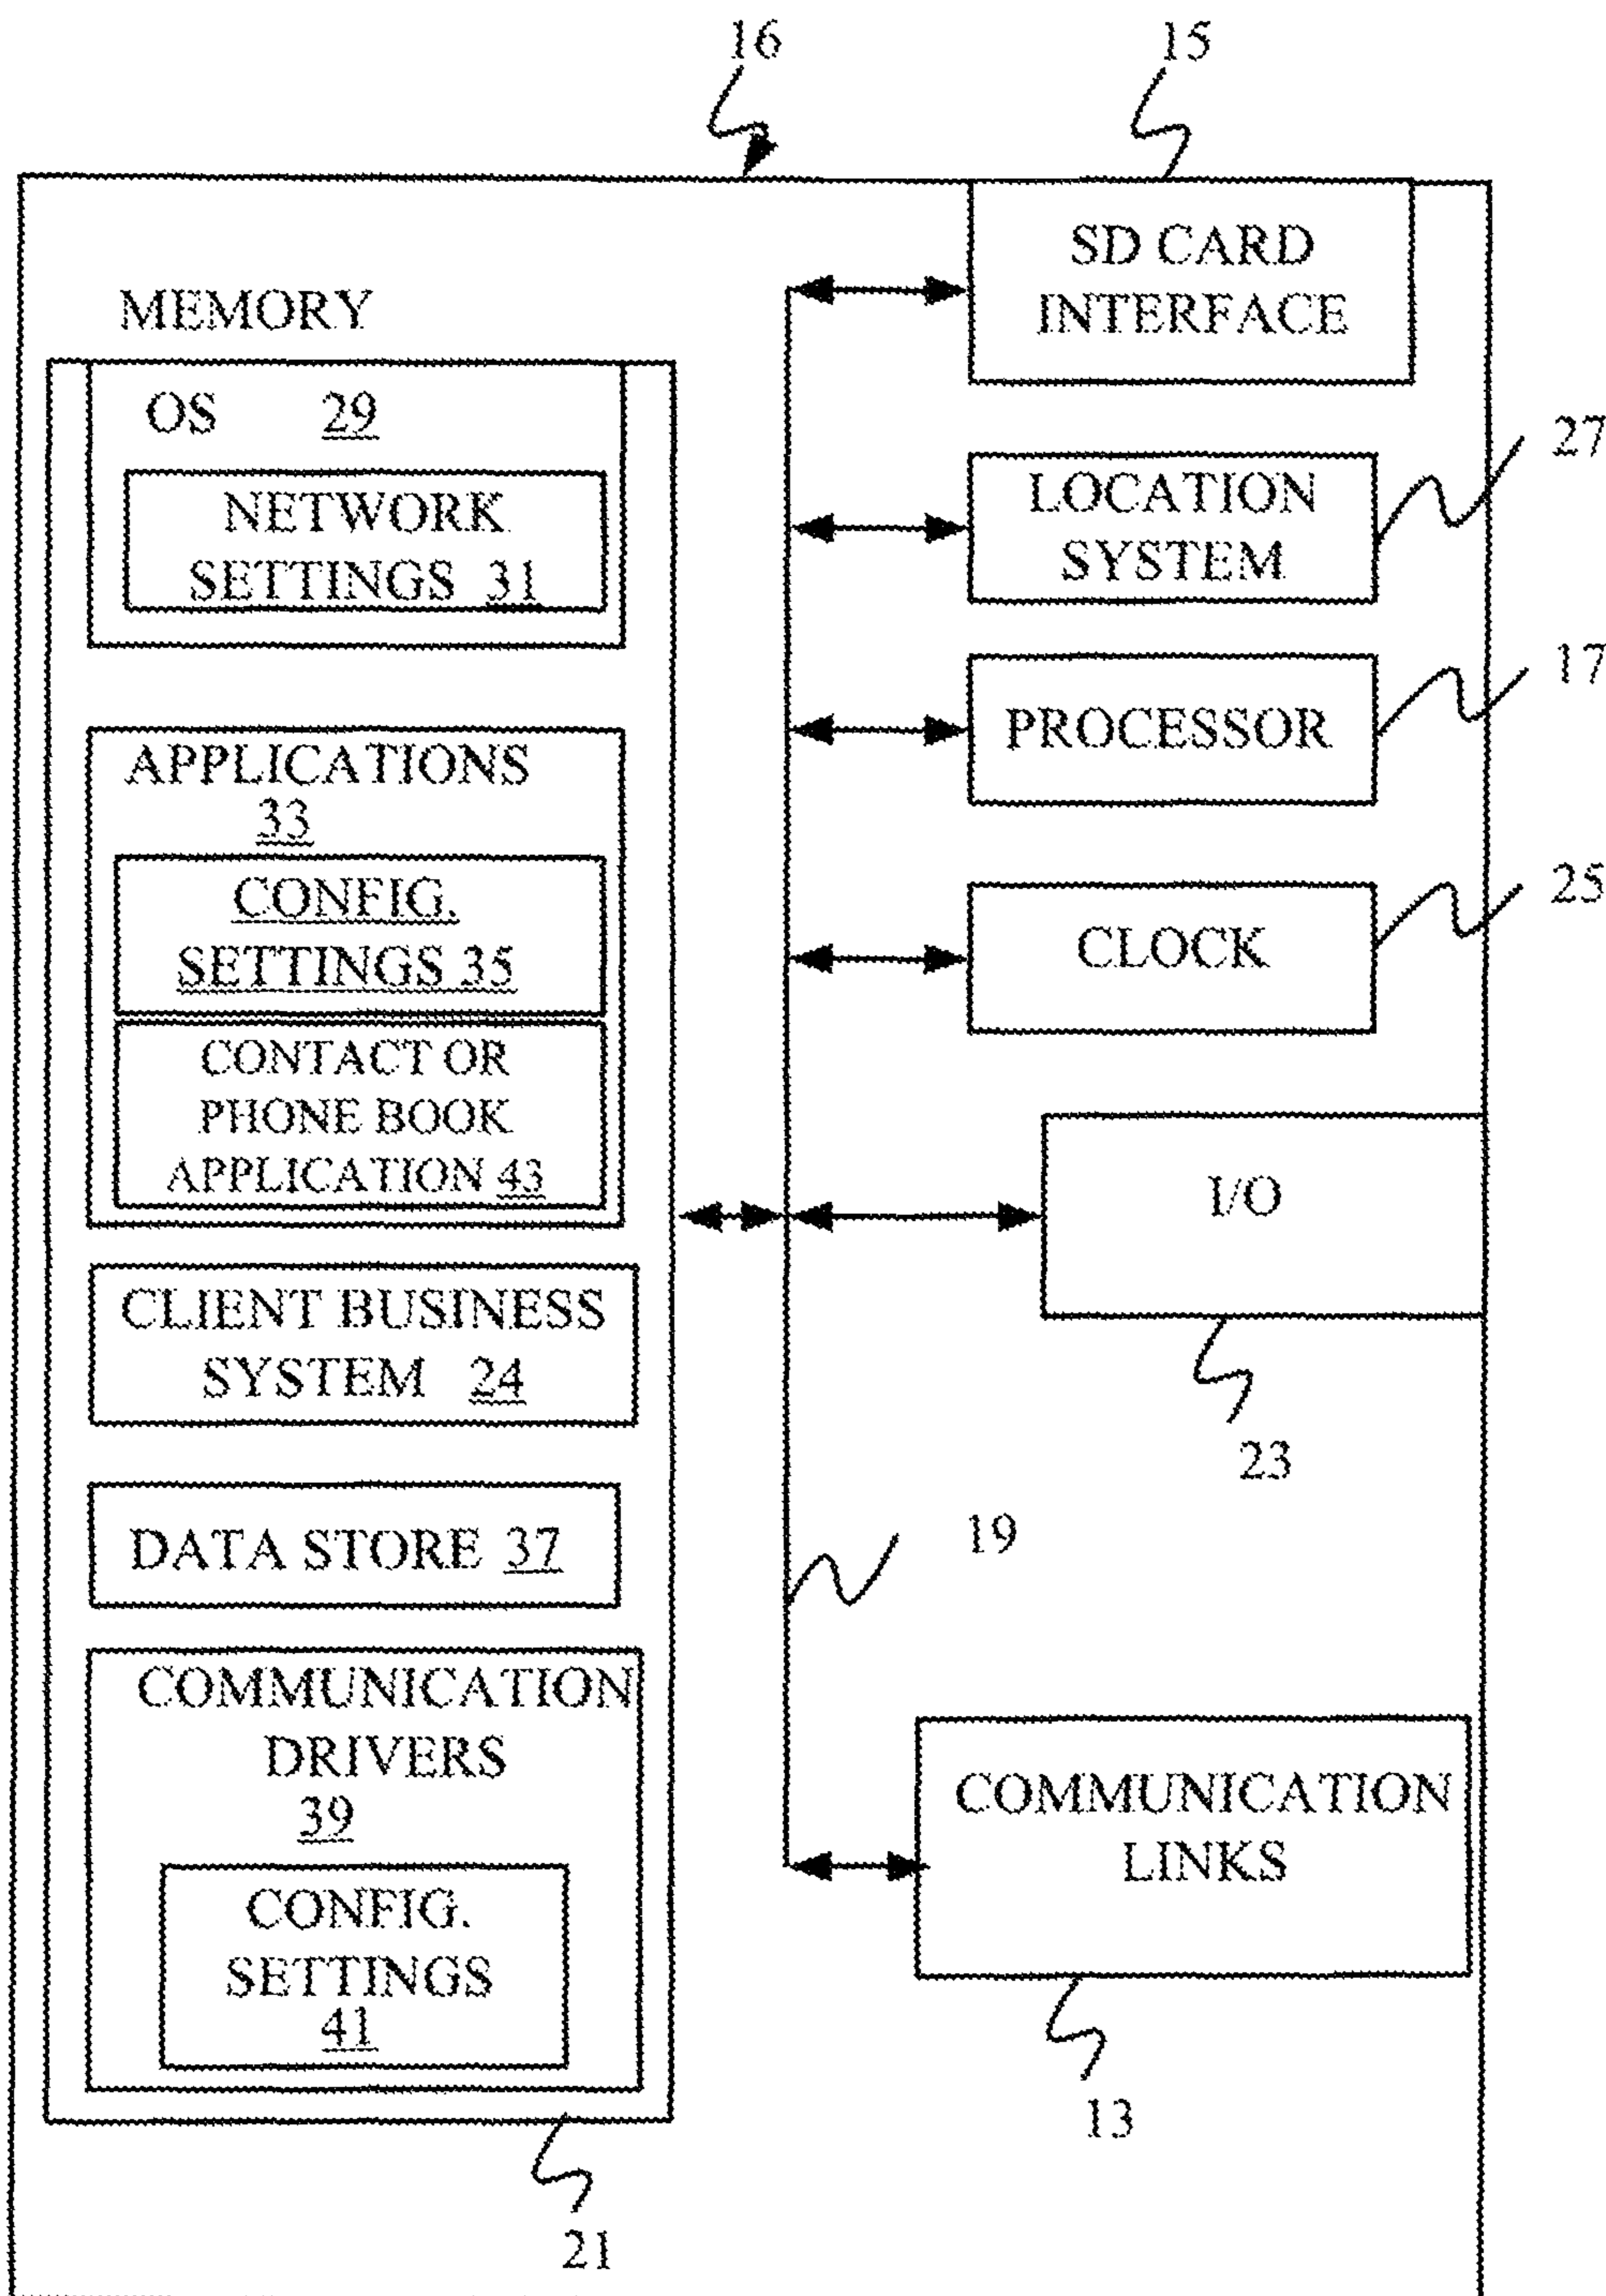 16
15
MEMORY
OS 29
NETWORK
SETTINGS 31
APPLICATIONS
33
CONFIG.
SETTINGS 35
CONTACT OR
PHONE BOOK
APPLICATION 43
CLIENT BUSINESS
SYSTEM 24
DATA STORE 37
COMMUNICATION
DRIVERS
39
CONFIG.
SETTINGS
41
21
SD CARD
INTERFACE
LOCATION
SYSTEM
27
PROCESSOR
17
CLOCK
25
I/O
23
19
COMMUNICATION
LINKS
13